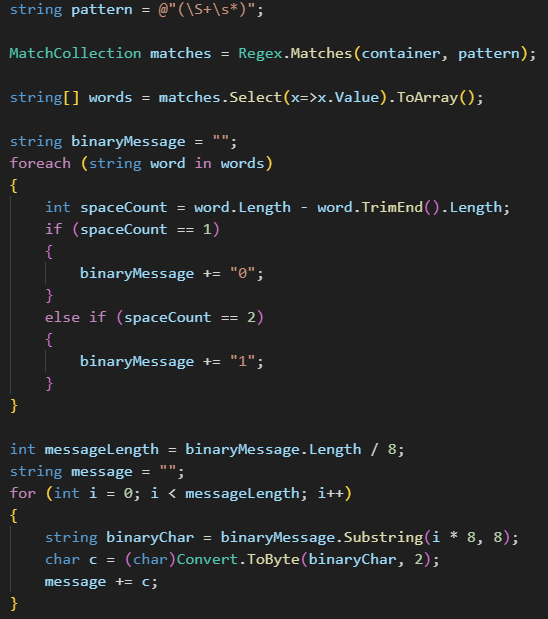 string pattern = @"(\S+\s*)";
MatchCollection matches = Regex.Matches(container, pattern);
string[] words = matches.Select(x=>x.Value).ToArray();
string binaryMessage = "";
foreach (string word in words)
{
    int spaceCount = word.Length - word.TrimEnd().Length;
    if (spaceCount == 1)
    {
        binaryMessage += "0";
    }
    else if (spaceCount == 2)
    {
        binaryMessage += "1";
    }
}
int messageLength = binaryMessage.Length / 8;
string message = "";
for (int i = 0; i < messageLength; i++)
{
    string binaryChar = binaryMessage.Substring(i * 8, 8);
    char c = (char)Convert.ToByte(binaryChar, 2);
    message += c;
}